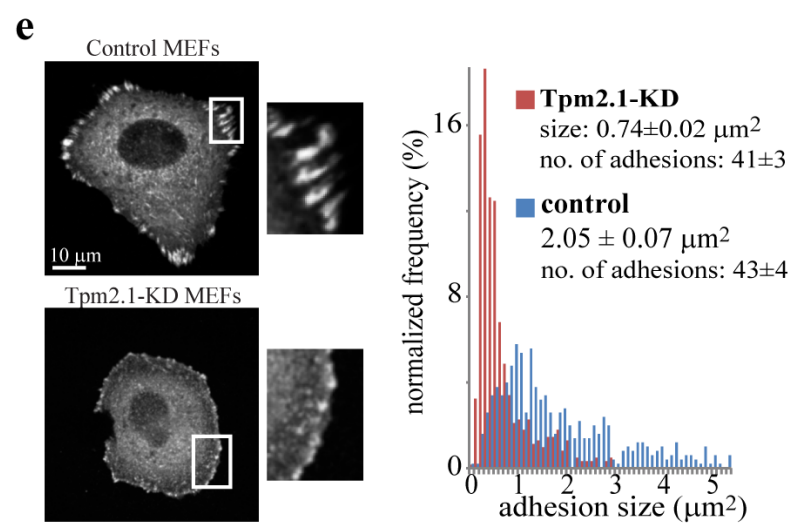 e
Control MEFs
10 μm
Tpm2.1-KD MEFs
normalized frequency (%)
16
8
0
Tpm2.1-KD
size: 0.74±0.02 μm²
no. of adhesions: 41±3
control
2.05 ± 0.07 μm²
no. of adhesions: 43±4
0 1 2 3 4 5
adhesion size (μm²)